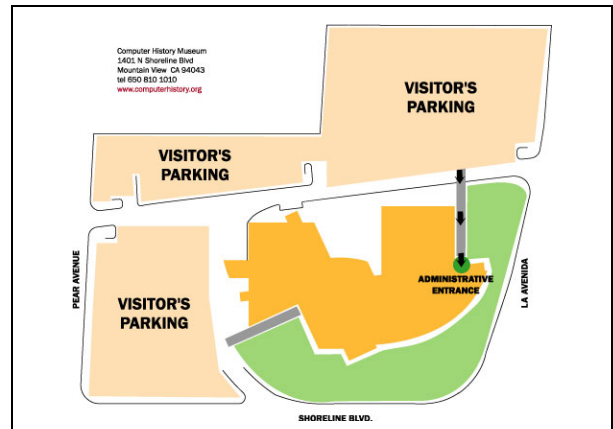 Computer History Museum
1401 N Shoreline Blvd
Mountain View CA 94043
tel 650 810 1010
www.computerhistory.org
VISITOR'S
PARKING
VISITOR'S
PARKING
VISITOR'S
PARKING
ADMINISTRATIVE
ENTRANCE
PEAR AVENUE
LA AVENIDA
SHORELINE BLVD.